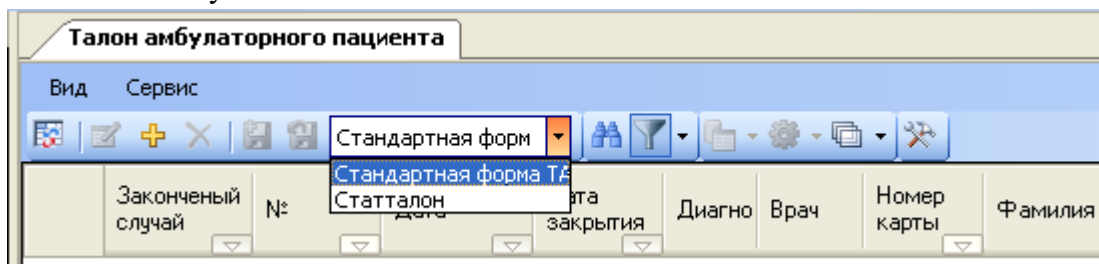 Талон амбулаторного пациента
Вид Сервис
Стандартная форм
Стандартная форма ТА
Статталон
Законченый случай № Дата закрытия Диагно Врач Номер карты Фамилия